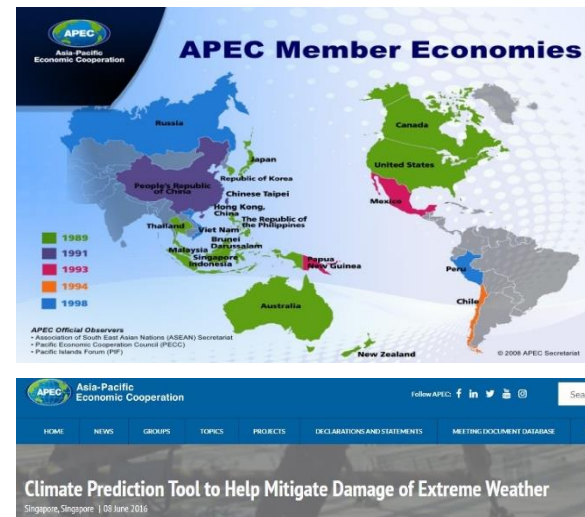 APEC
Asia-Pacific
Economic Cooperation
APEC Member Economies
Russia
Canada
Japan
Republic of Korea
United States
People's Republic
of China
Chinese Taipei
Mexico
Hong Kong,
China
The Republic of
the Philippines
Thailand
Viet Nam
Brunei
Darussalam
Malaysia
Singapore
Indonesia
Papua
New Guinea
Peru
Chile
Australia
New Zealand
1989
1991
1993
1994
1998
APEC Official Observers
• Association of South East Asian Nations (ASEAN) Secretariat
• Pacific Economic Cooperation Council (PECC)
• Pacific Islands Forum (PIF)
© 2008 APEC Secretariat
APEC
Asia-Pacific
Economic Cooperation
Follow APEC:
Sea
HOME NEWS GROUPS TOPICS PROJECTS DECLARATIONS AND STATEMENTS MEETING DOCUMENT DATABASE
Climate Prediction Tool to Help Mitigate Damage of Extreme Weather
Singapore, Singapore | 08 June 2016